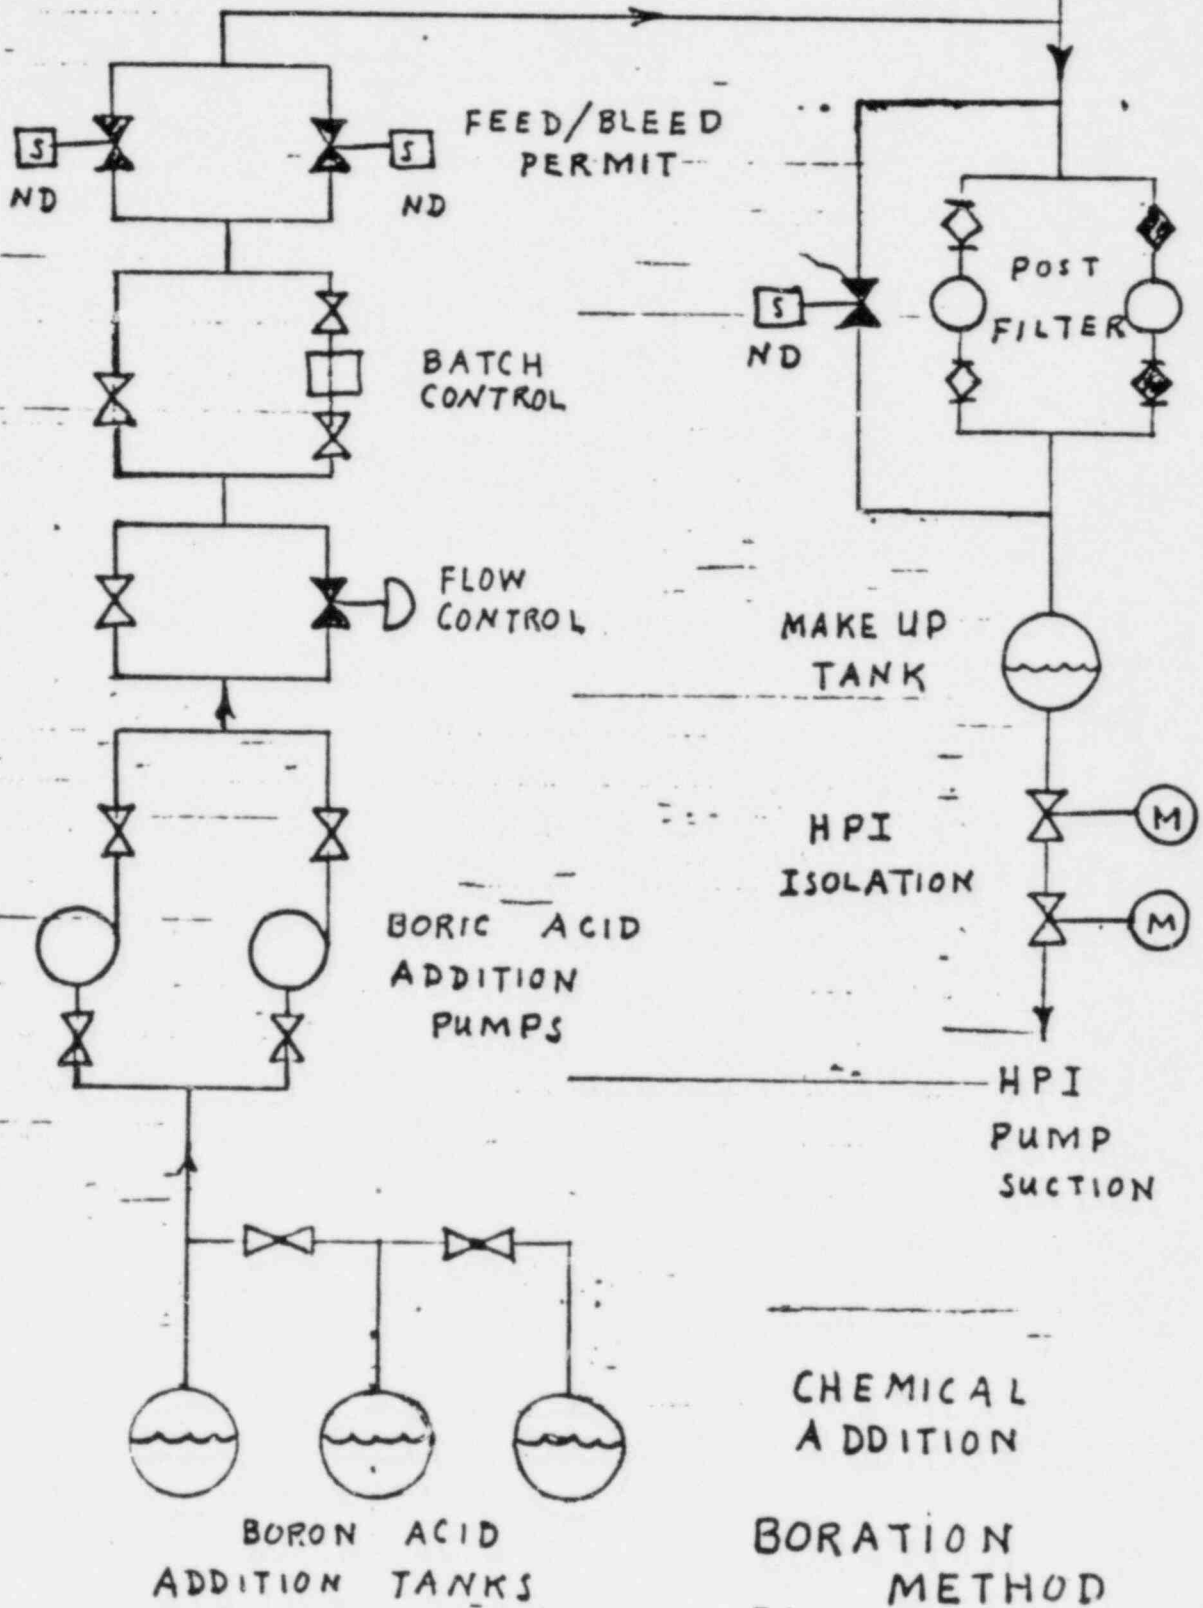 FEED/BLEED
PERMIT
S
S
ND
ND
POST
FILTER
S
ND
BATCH
CONTROL
FLOW
CONTROL
MAKE UP
TANK
HPI
ISOLATION
M
M
BORIC ACID
ADDITION
PUMPS
HPI
PUMP
SUCTION
CHEMICAL
ADDITION
BORON ACID
ADDITION TANKS
BORATION
METHOD